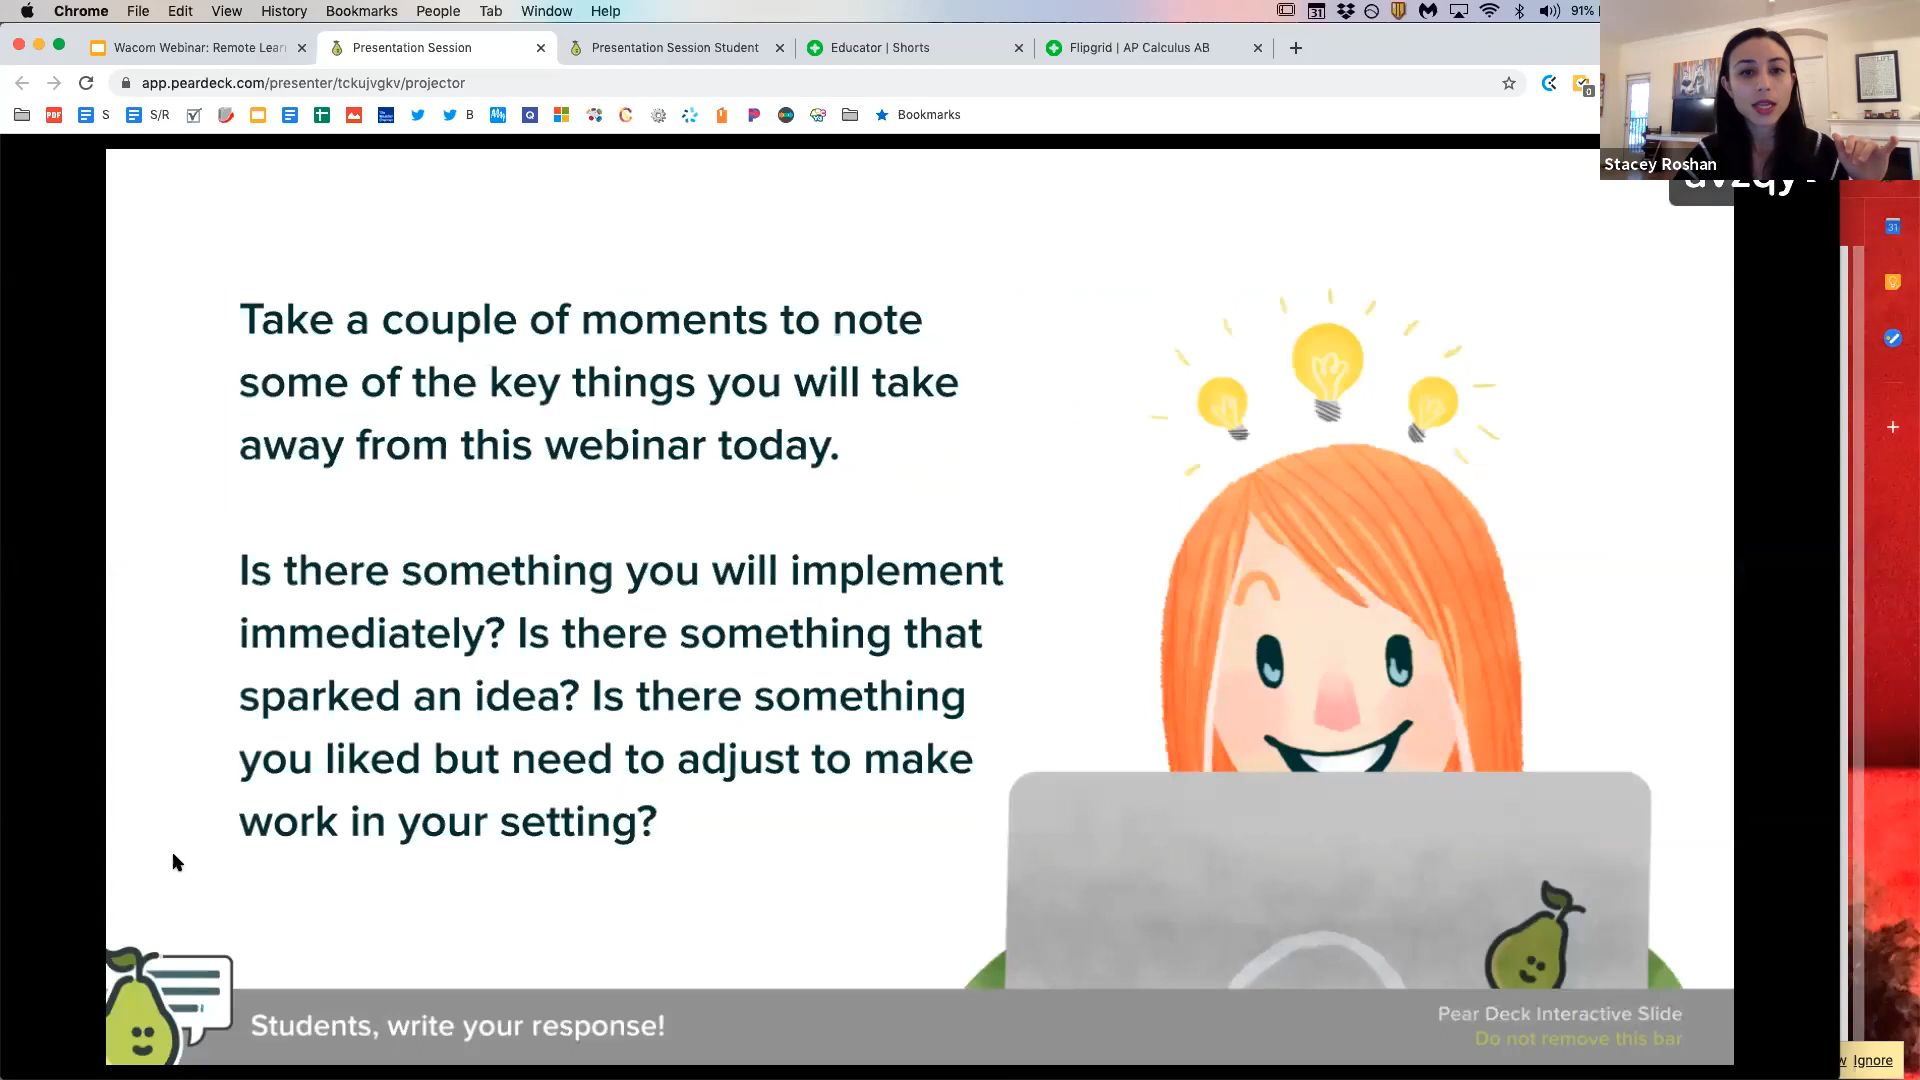 Chrome File Edit View History Bookmarks People Tab Window Help 31 91%
Wacom Webinar: Remote Lear Presentation Session Presentation Session Student Educator | Shorts Flipgrid | AP Calculus AB
app.peardeck.com/presenter/tckujvgkv/projector
0
PDF S S/R B Q Bookmarks
Stacey Roshan
31
Take a couple of moments to note
some of the key things you will take
away from this webinar today.
Is there something you will implement
immediately? Is there something that
sparked an idea? Is there something
you liked but need to adjust to make
work in your setting?
Students, write your response!
Pear Deck Interactive Slide
Do not remove this bar
Ignore